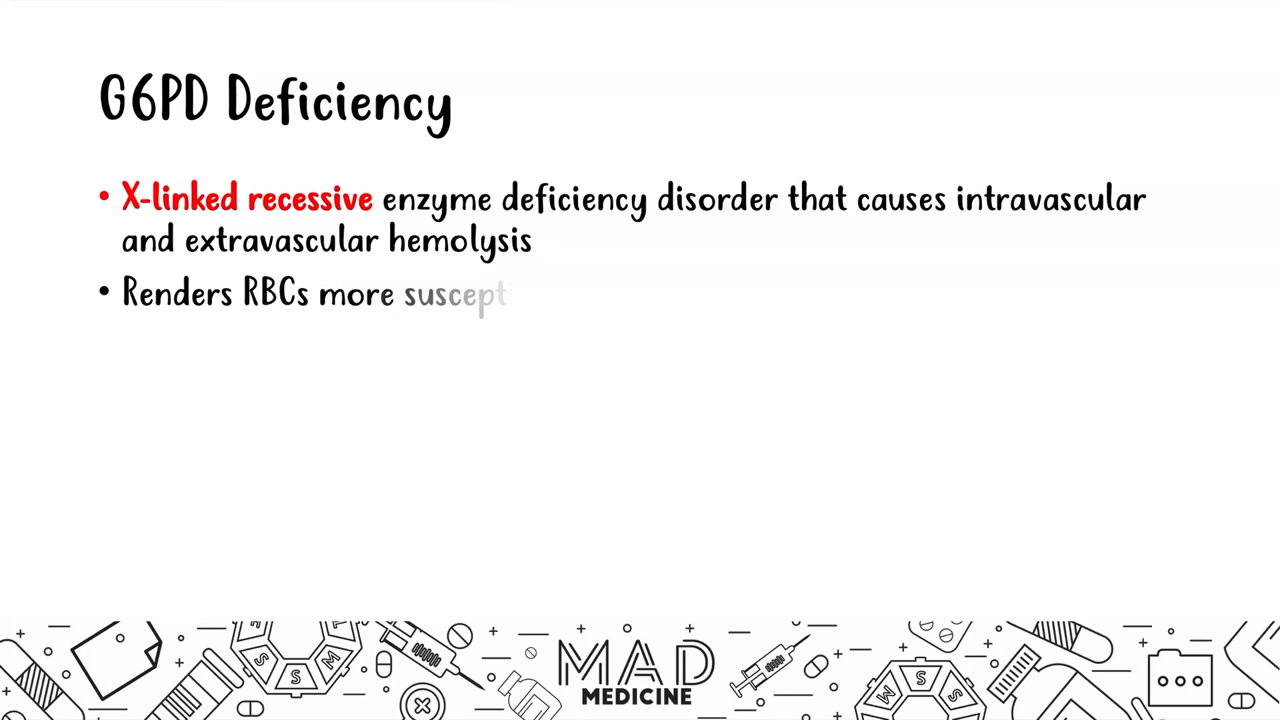 G6PD Deficiency
• X-linked recessive enzyme deficiency disorder that causes intravascular
and extravascular hemolysis
• Renders RBCs more suscept
S S M
MAD
MEDICINE
M S S